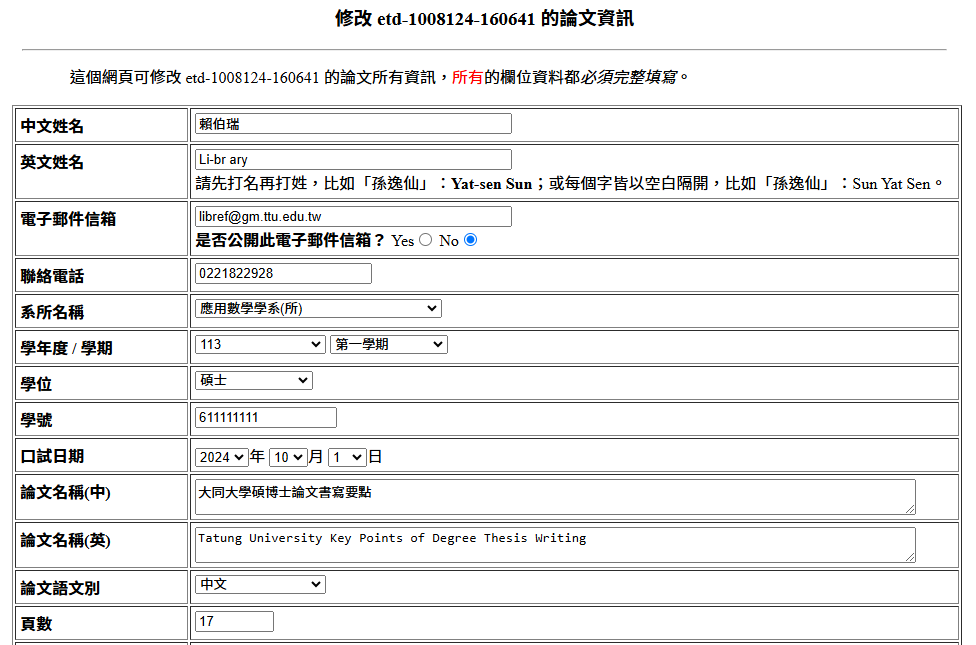 修改 etd-1008124-160641 的論文資訊
這個網頁可修改 etd-1008124-160641 的論文所有資訊，所有的欄位資料都必須完整填寫。
中文姓名 賴伯瑞
英文姓名 Li-br ary
請先打名再打姓，比如「孫逸仙」：Yat-sen Sun；或每個字皆以空白隔開，比如「孫逸仙」：Sun Yat Sen。
電子郵件信箱 libref@gm.ttu.edu.tw
是否公開此電子郵件信箱？ Yes No
聯絡電話 0221822928
系所名稱 應用數學學系(所)
學年度 / 學期 113 第一學期
學位 碩士
學號 611111111
口試日期 2024 年 10 月 1 日
論文名稱(中) 大同大學碩博士論文書寫要點
論文名稱(英) Tatung University Key Points of Degree Thesis Writing
論文語文別 中文
頁數 17